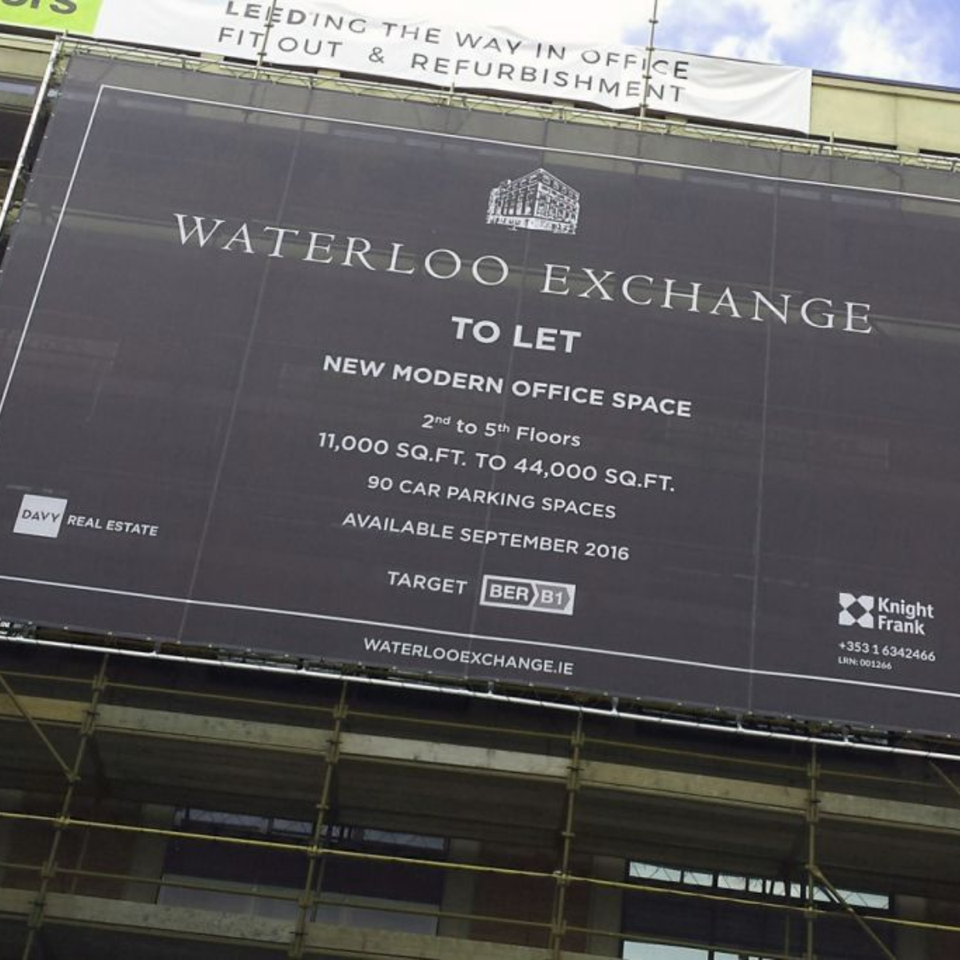 LEEDING THE WAY IN OFFICE
FIT OUT & REFURBISHMENT
WATERLOO EXCHANGE
TO LET
NEW MODERN OFFICE SPACE
2nd to 5th Floors
11,000 SQ.FT. TO 44,000 SQ.FT.
90 CAR PARKING SPACES
AVAILABLE SEPTEMBER 2016
TARGET BER B1
DAVY REAL ESTATE
Knight
Frank
+353 1 6342466
LRN: 001266
WATERLOOEXCHANGE.IE